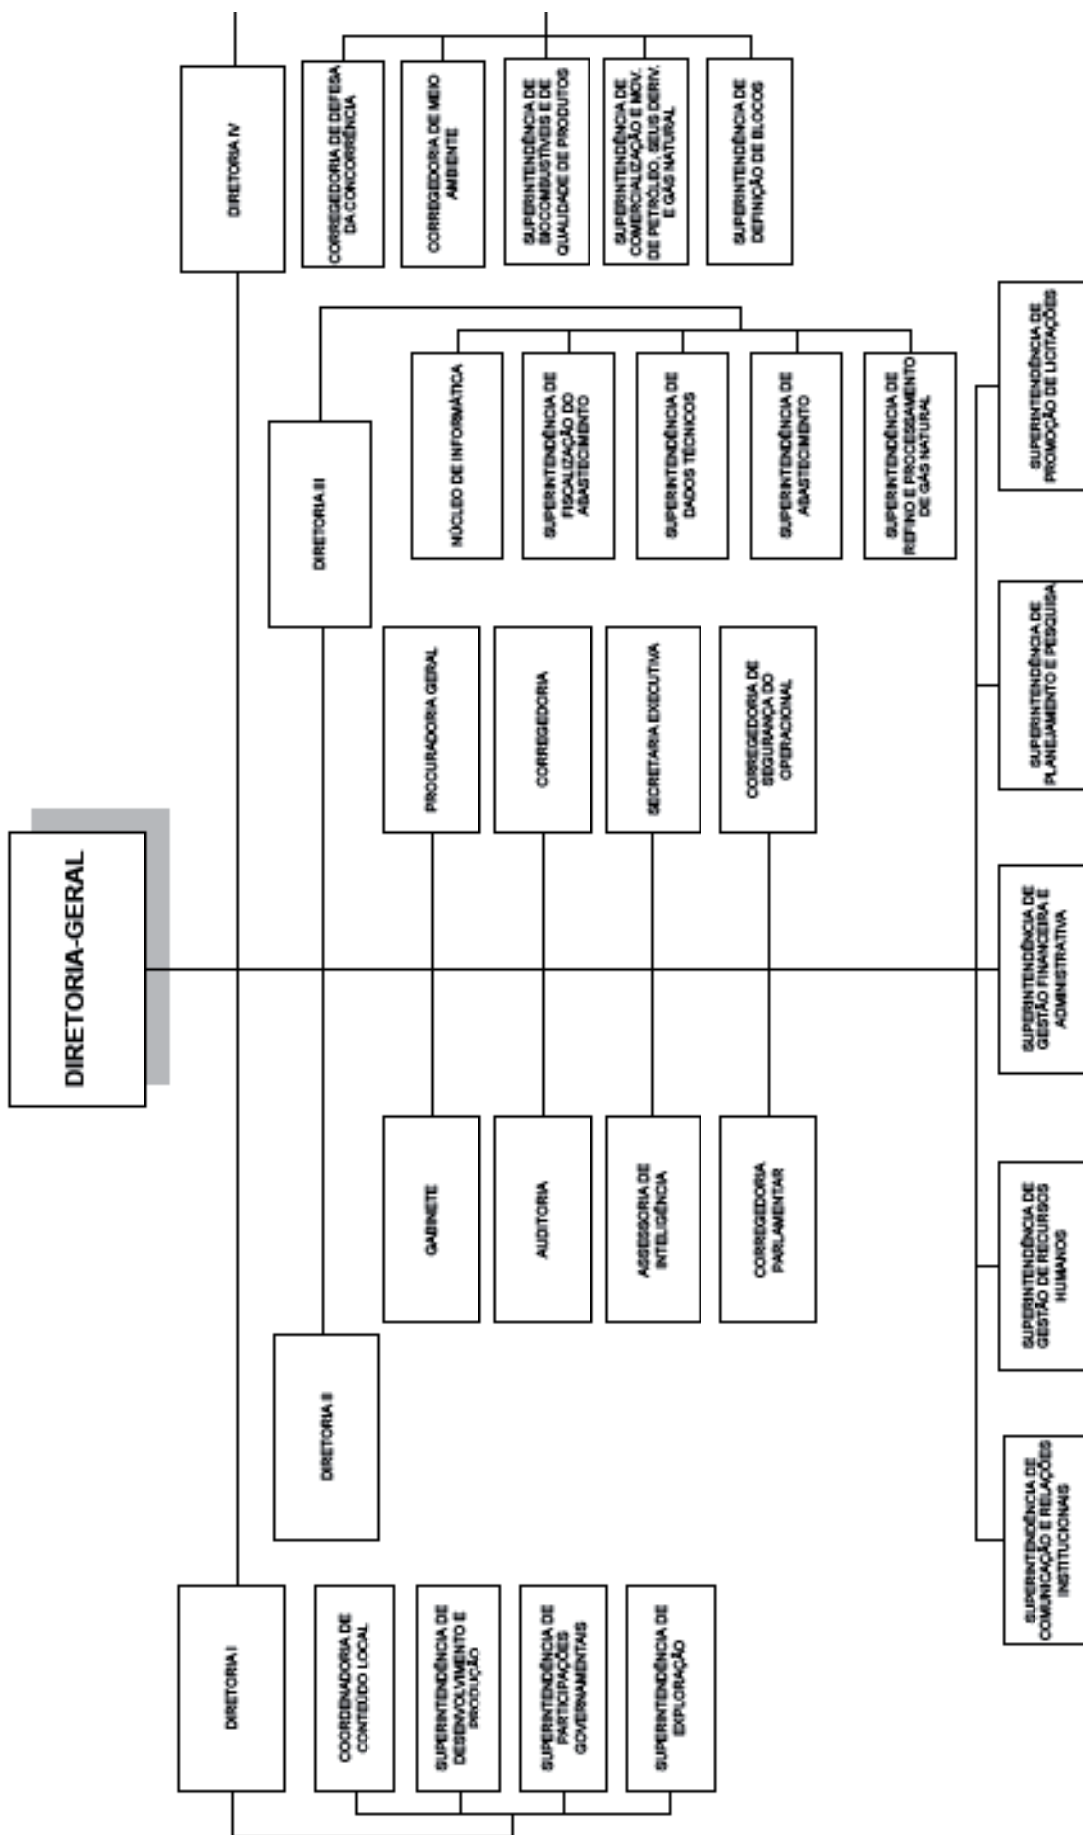 DIRETORIA-GERAL
DIRETORIA I
DIRETORIA IV
DIRETORIA II
DIRETORIA III
COORDENADORIA DE
CONTEÚDO LOCAL
SUPERINTENDÊNCIA DE
DESENVOLVIMENTO E
PRODUÇÃO
SUPERINTENDÊNCIA DE
PARTICIPAÇÕES
GOVERNAMENTAIS
SUPERINTENDÊNCIA DE
EXPLORAÇÃO
GABINETE
AUDITORIA
ASSESSORIA DE
INTELIGÊNCIA
CORREGEDORIA
PARLAMENTAR
PROCURADORIA GERAL
CORREGEDORIA
SECRETARIA EXECUTIVA
CORREGEDORIA DE
SEGURANÇA DO
OPERACIONAL
NÚCLEO DE INFORMÁTICA
SUPERINTENDÊNCIA DE
FISCALIZAÇÃO DO
ABASTECIMENTO
SUPERINTENDÊNCIA DE
DADOS TÉCNICOS
SUPERINTENDÊNCIA DE
ABASTECIMENTO
SUPERINTENDÊNCIA DE
REFINO E PROCESSAMENTO
DE GÁS NATURAL
CORREGEDORIA DE DEFESA
DA CONCORRÊNCIA
CORREGEDORIA DE MEIO
AMBIENTE
SUPERINTENDÊNCIA DE
BIOCOMBUSTÍVEIS E DE
QUALIDADE DE PRODUTOS
SUPERINTENDÊNCIA DE
COMERCIALIZAÇÃO E MOV.
DE PETRÓLEO, SEUS DERIV.
E GÁS NATURAL
SUPERINTENDÊNCIA DE
DEFINIÇÃO DE BLOCOS
SUPERINTENDÊNCIA DE
COMUNICAÇÃO E RELAÇÕES
INSTITUCIONAIS
SUPERINTENDÊNCIA DE
GESTÃO DE RECURSOS
HUMANOS
SUPERINTENDÊNCIA DE
GESTÃO FINANCEIRA E
ADMINISTRATIVA
SUPERINTENDÊNCIA DE
PLANEJAMENTO E PESQUISA
SUPERINTENDÊNCIA DE
PROMOÇÃO DE LICITAÇÕES